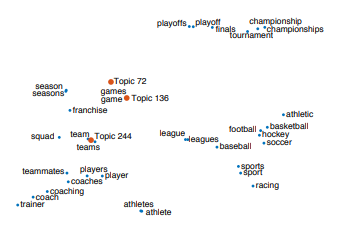 playoffs playoff
finals
championship
championships
tournament
Topic 72
season
seasons
games
game Topic 136
franchise
athletic
squad team Topic 244
teams
league
leagues
football basketball
hockey
soccer
baseball
teammates players
player
coaches
sports
sport
racing
coaching
coach
trainer
athletes
athlete